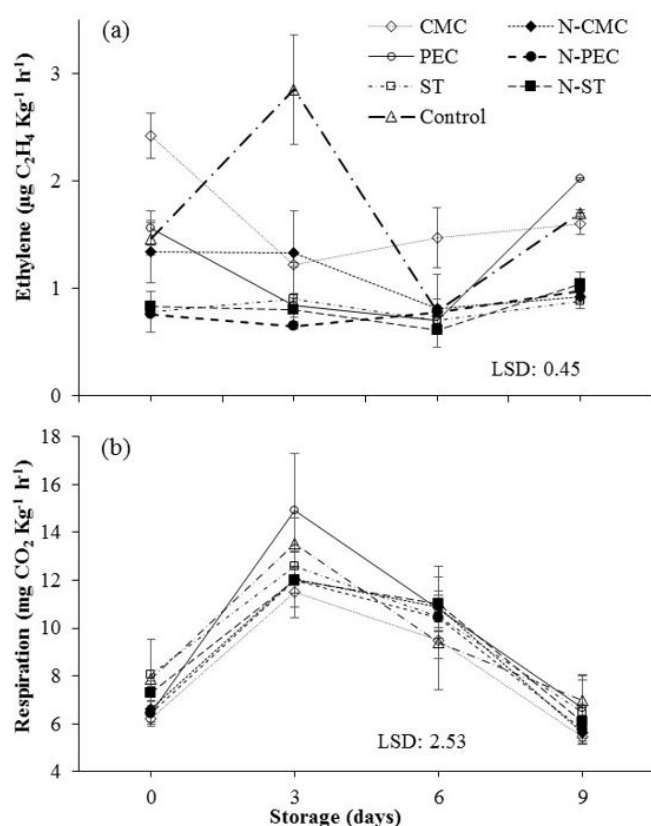 (a)
CMC
N-CMC
PEC
N-PEC
ST
N-ST
Control
Ethylene (µg C₂H₄ Kg⁻¹ h⁻¹)
3
2
1
0
LSD: 0.45
(b)
Respiration (mg CO₂ Kg⁻¹ h⁻¹)
18
16
14
12
10
8
6
4
LSD: 2.53
0 3 6 9
Storage (days)